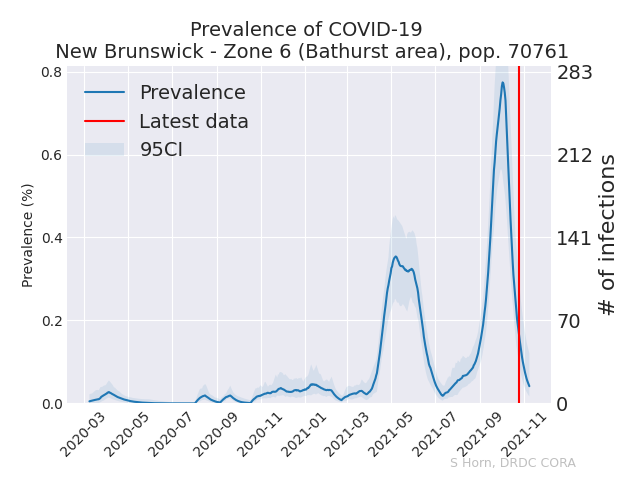 Prevalence of COVID-19
New Brunswick - Zone 6 (Bathurst area), pop. 70761
Prevalence
Latest data
95CI
Prevalence (%)
0.8
0.6
0.4
0.2
0.0
283
212
141
70
0
# of infections
2020-03
2020-05
2020-07
2020-09
2020-11
2021-01
2021-03
2021-05
2021-07
2021-09
2021-11
S Horn, DRDC CORA